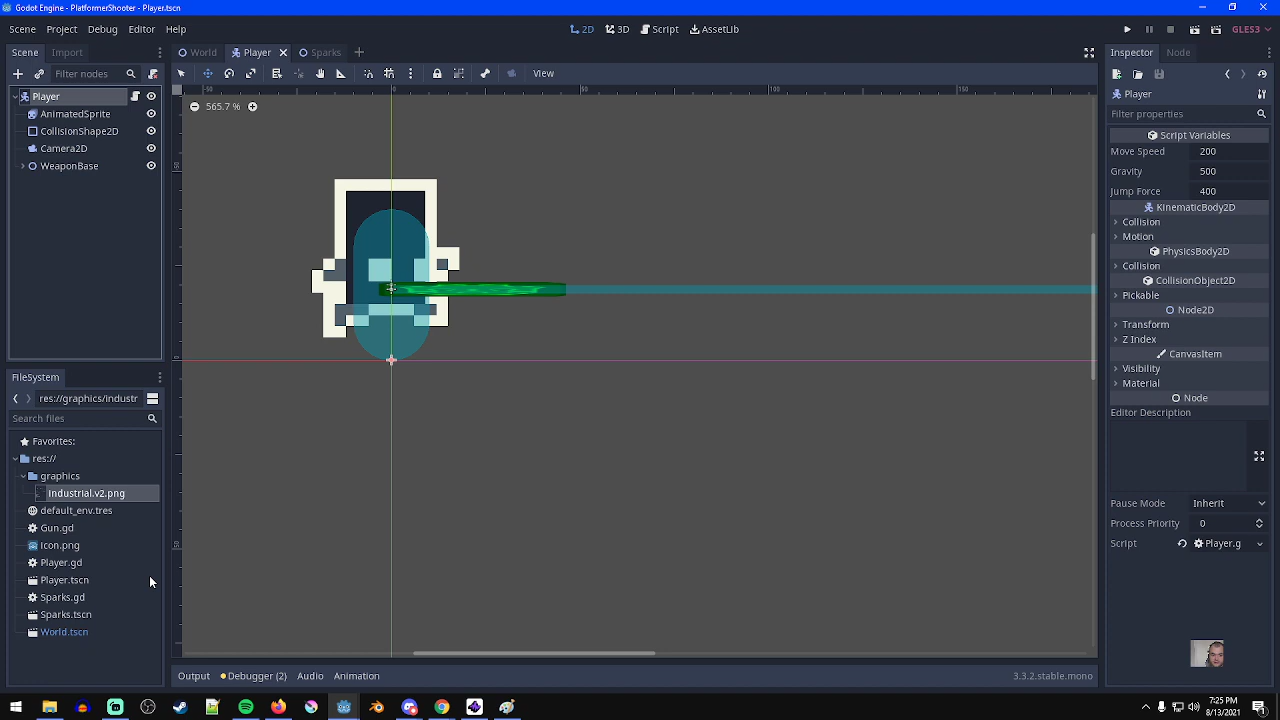 Godot Engine - PlatformerShooter - Player.tscn
Scene Project Debug Editor Help
2D 3D Script AssetLib
GLES3
Scene Import
World Player Sparks
Inspector Node
Filter nodes
View
565.7 %
-50 0 50 100 150
Player
AnimatedSprite
CollisionShape2D
Camera2D
WeaponBase
Player
Filter properties
Script Variables
Move Speed 200
Gravity 500
Jump Force 400
KinematicBody2D
Collision
Motion
PhysicsBody2D
Collision
CollisionObject2D
Pickable
Node2D
Transform
Z Index
CanvasItem
Visibility
Material
Node
Editor Description
Pause Mode Inherit
Process Priority 0
Script Player.g
FileSystem
res://graphics/industr
Search files
Favorites:
res://
graphics
industrial.v2.png
default_env.tres
Gun.gd
icon.png
Player.gd
Player.tscn
Sparks.gd
Sparks.tscn
World.tscn
Output Debugger (2) Audio Animation
3.3.2.stable.mono
7:25 PM
8/13/2021